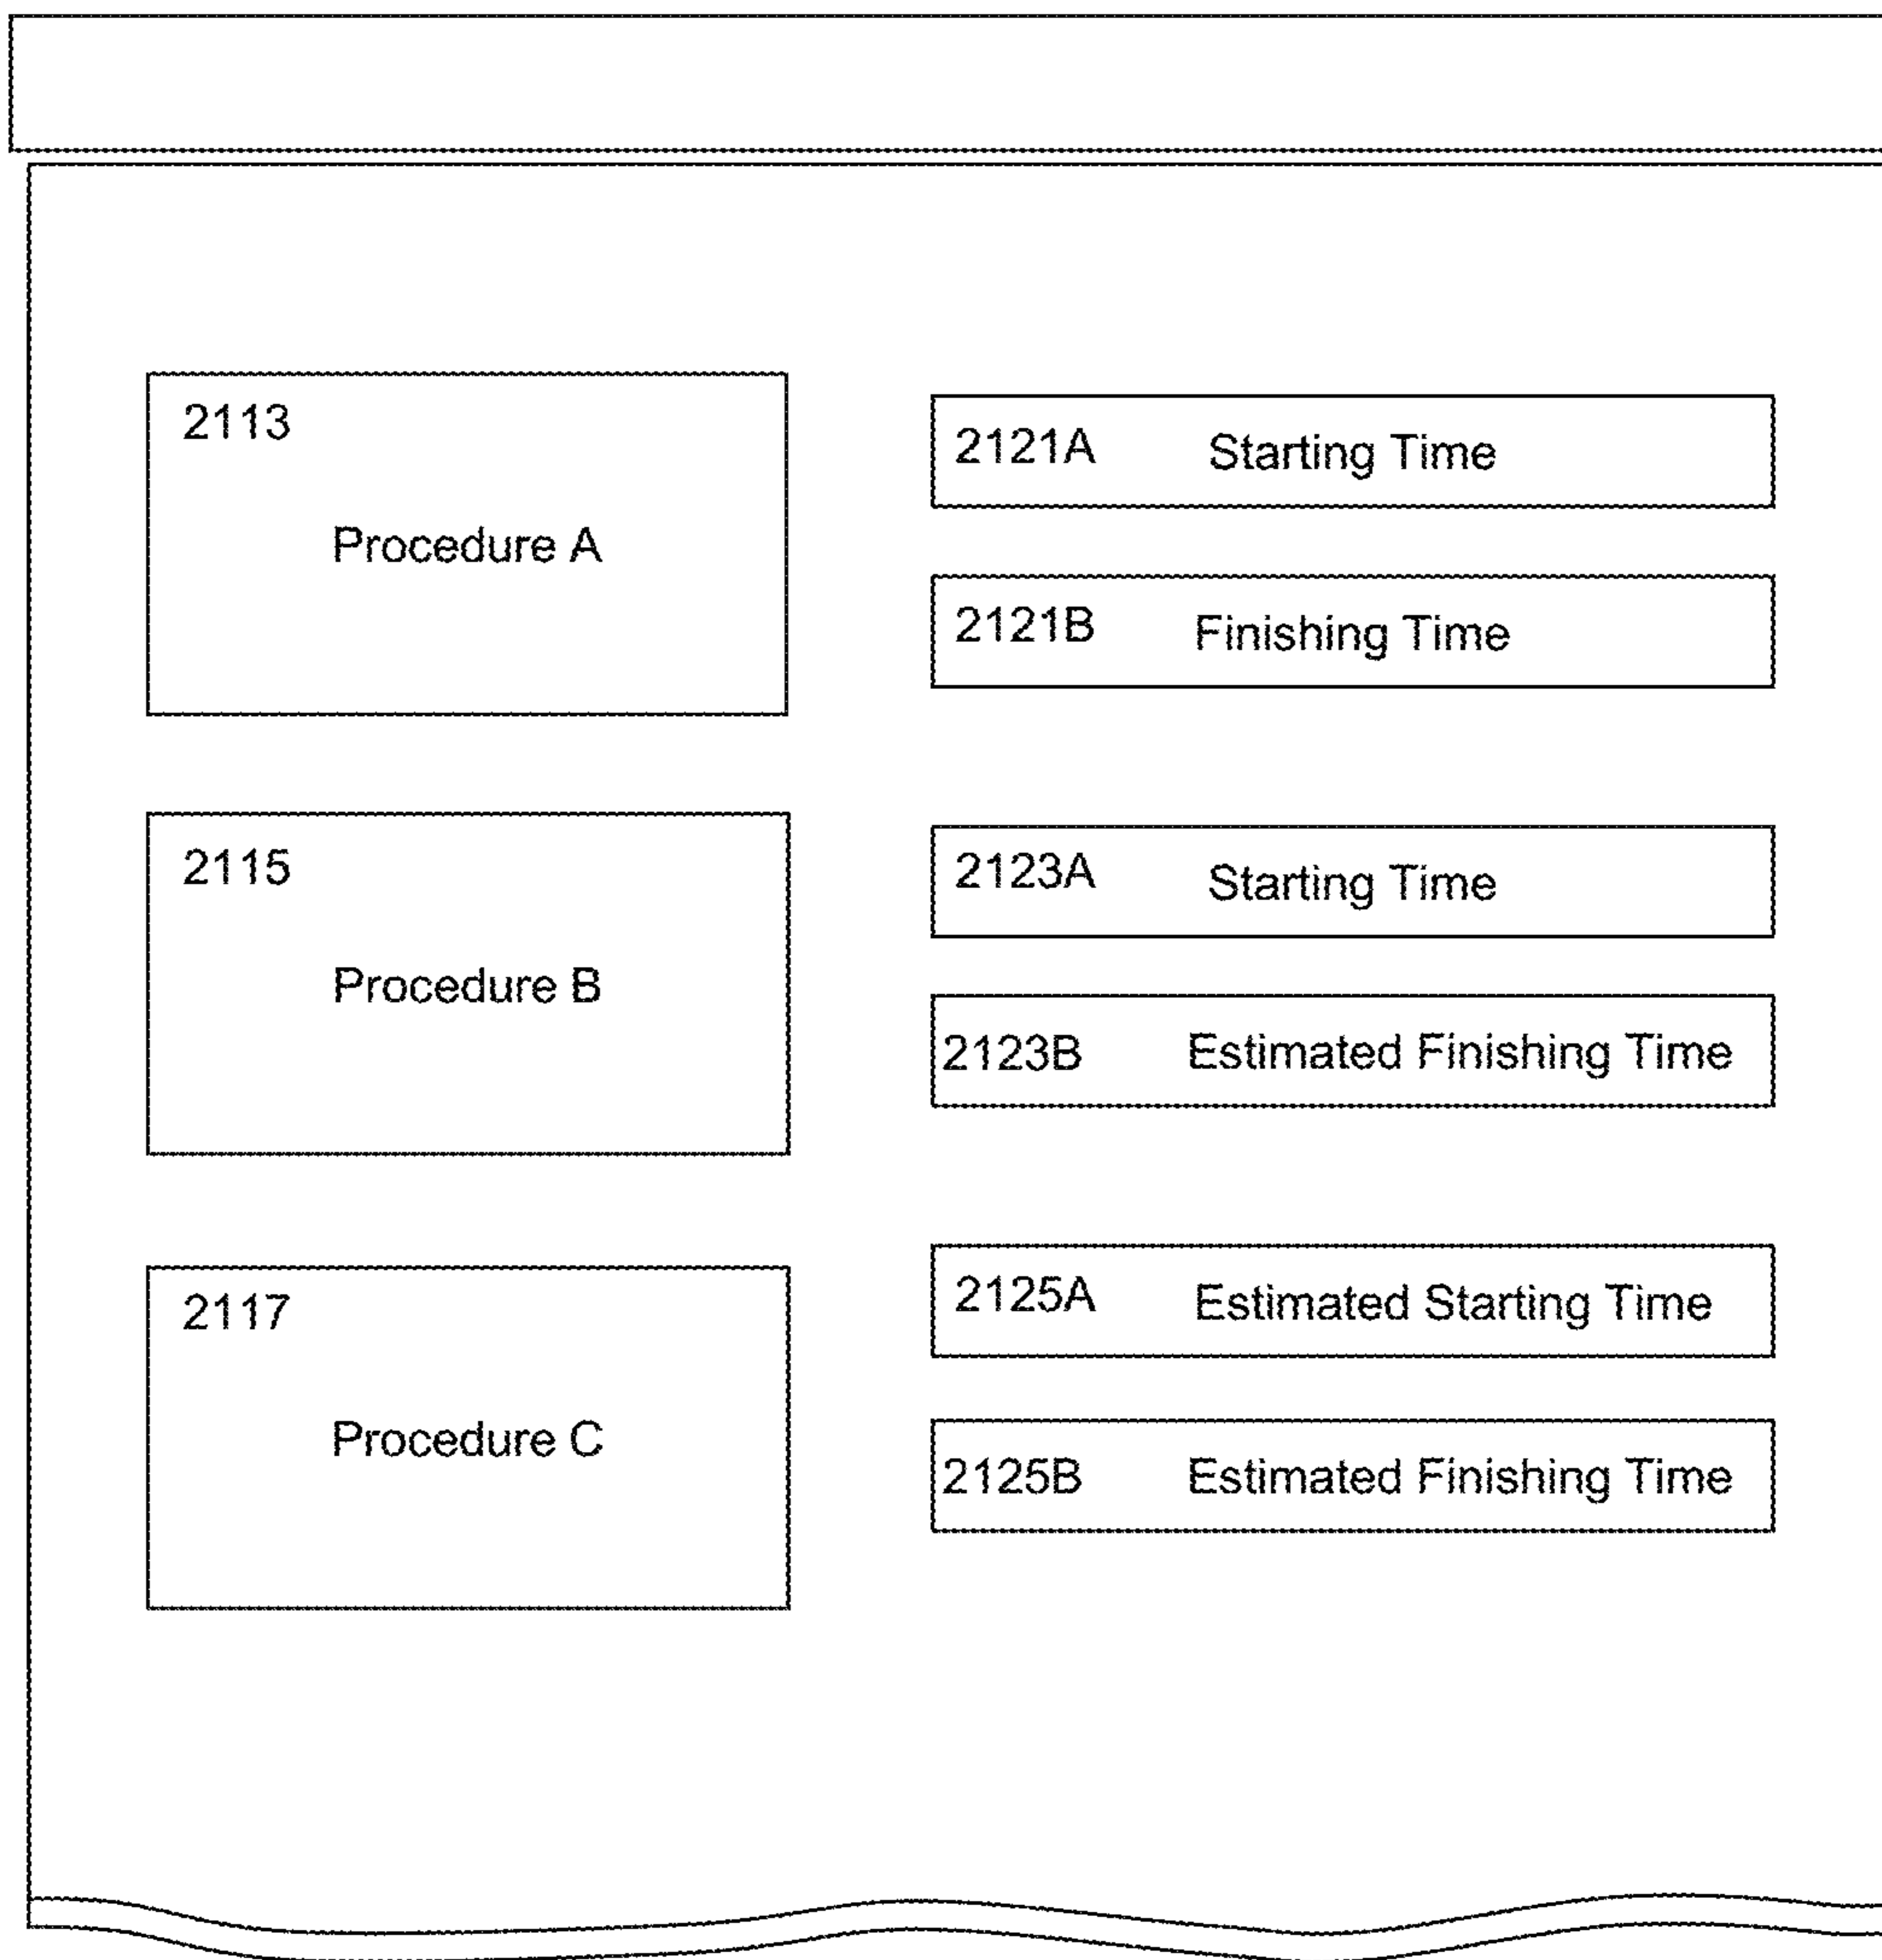 2113
Procedure A
2121A Starting Time
2121B Finishing Time
2115
Procedure B
2123A Starting Time
2123B Estimated Finishing Time
2117
Procedure C
2125A Estimated Starting Time
2125B Estimated Finishing Time